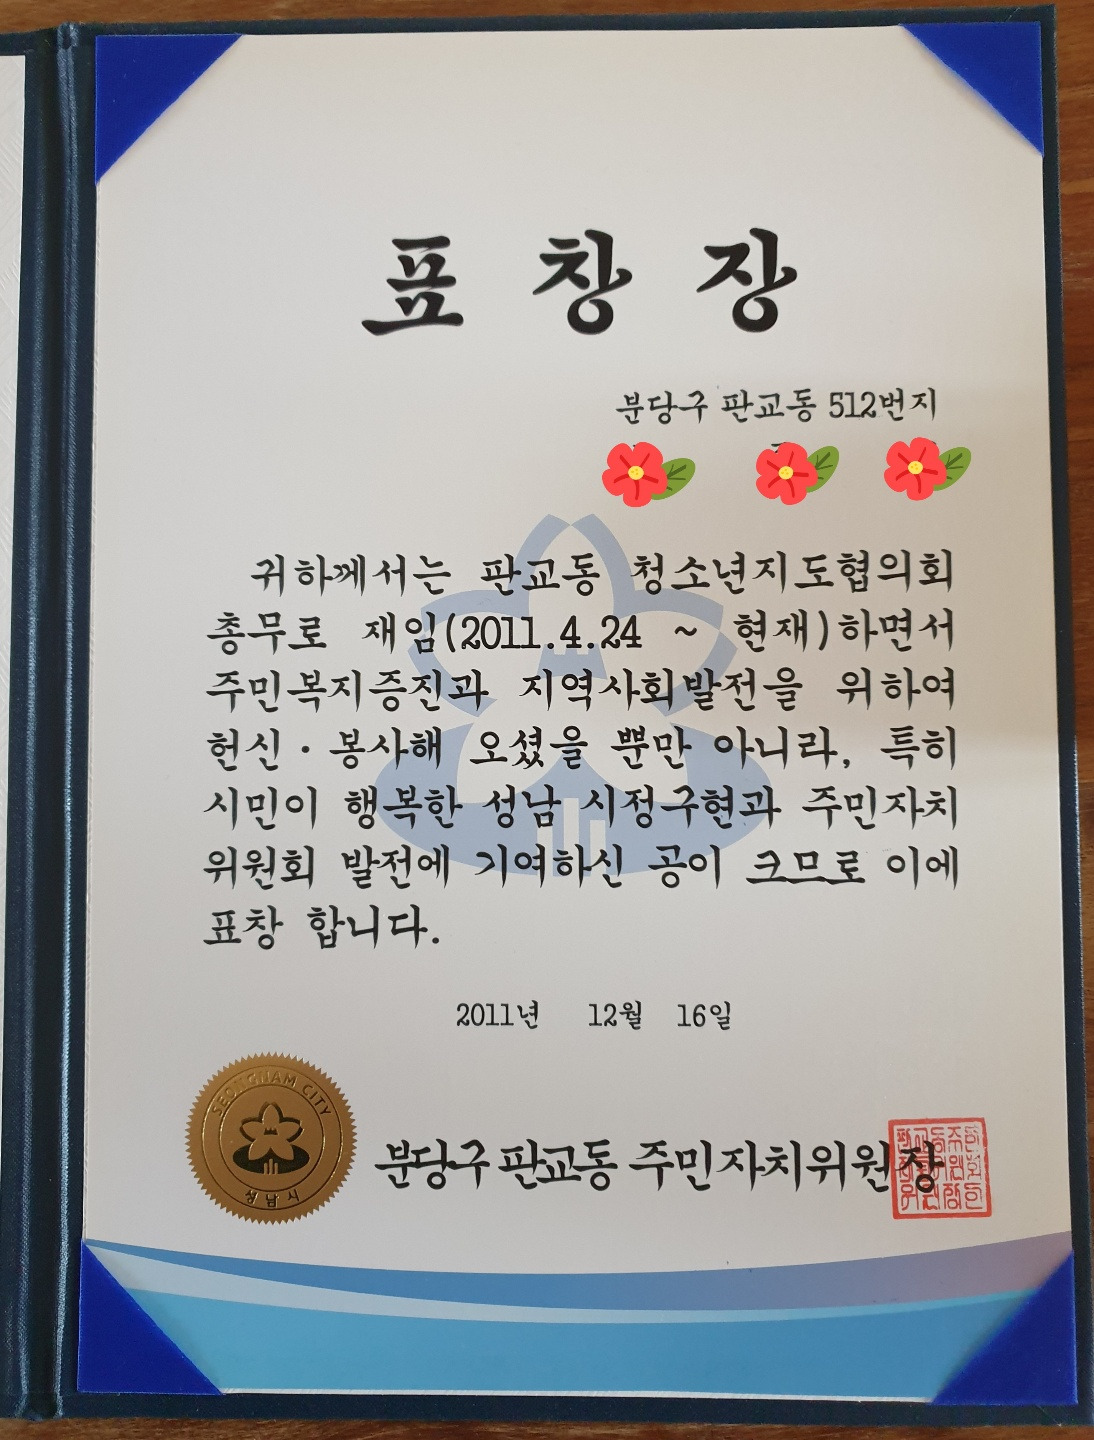 표 창 장
분당구 판교동 512번지
귀하께서는 판교동 청소년지도협의회
총무로 재임(2011.4.24 ~ 현재)하면서
주민복지증진과 지역사회발전을 위하여
헌신·봉사해 오셨을 뿐만 아니라, 특히
시민이 행복한 성남 시정구현과 주민자치
위원회 발전에 기여하신 공이 크므로 이에
표창 합니다.
2011년 12월 16일
SEONGNAM CITY
성남시
분당구 판교동 주민자치위원장